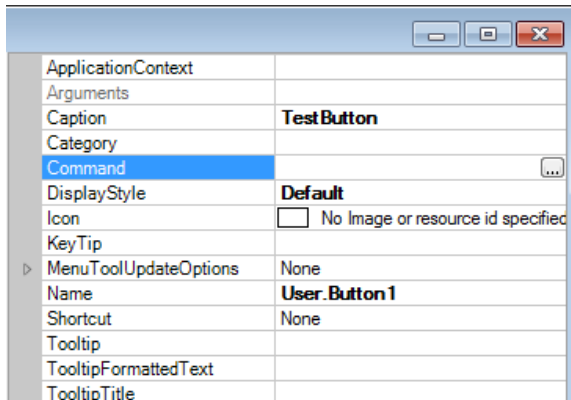 ApplicationContext
Arguments
Caption TestButton
Category
Command ...
DisplayStyle Default
Icon No Image or resource id specified
KeyTip
MenuToolUpdateOptions None
Name User.Button1
Shortcut None
Tooltip
TooltipFormattedText
TooltipTitle